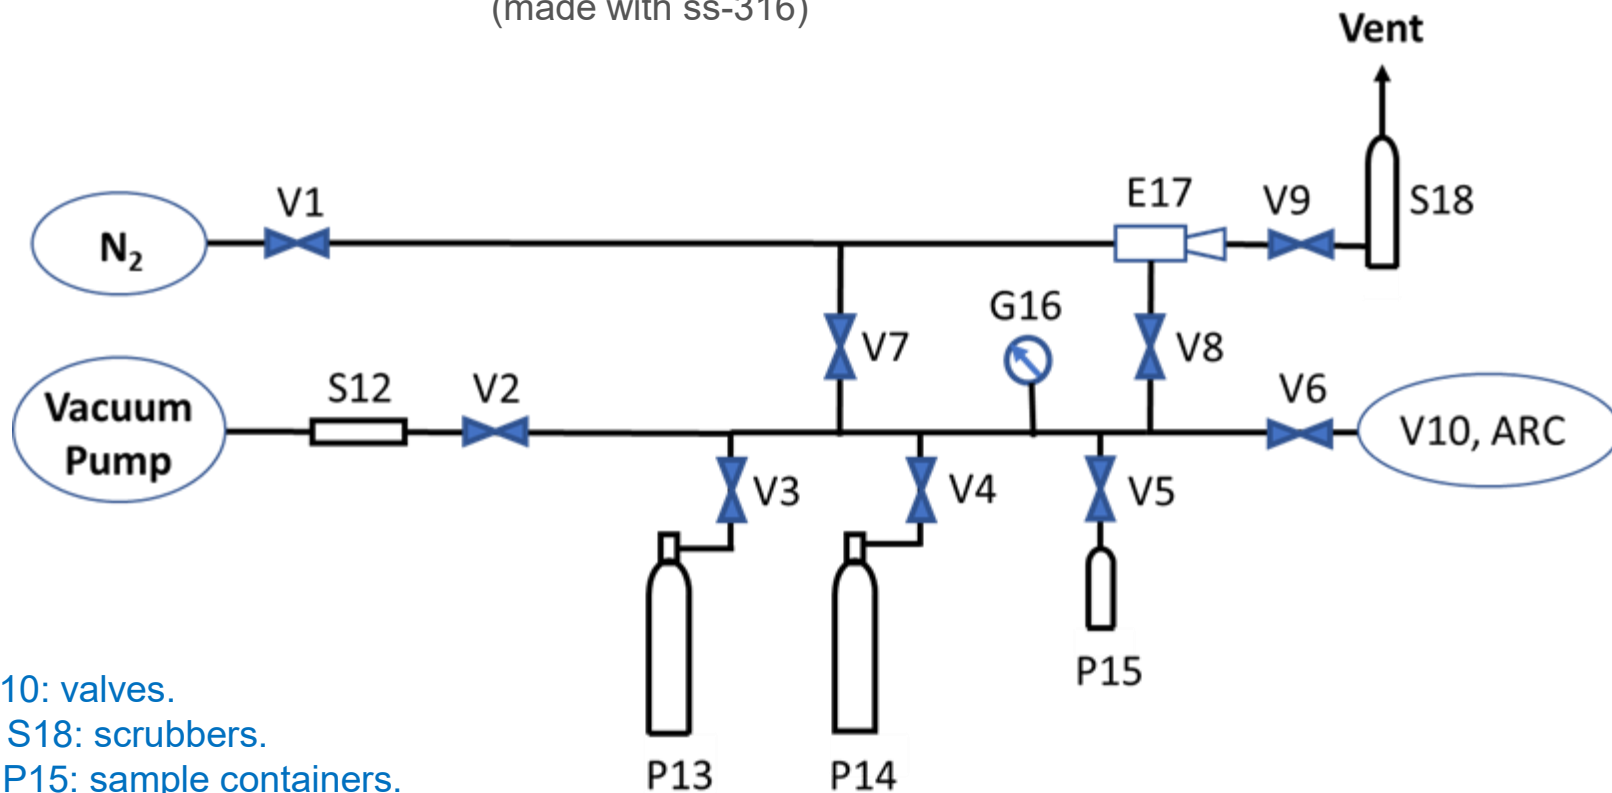 (made with ss-316)
Vent
V1
E17
V9
S18
N₂
G16
V7
V8
S12
V2
V6
Vacuum
Pump
V10, ARC
V3
V4
V5
P15
10: valves.
S18: scrubbers.
P15: sample containers.
P13
P14